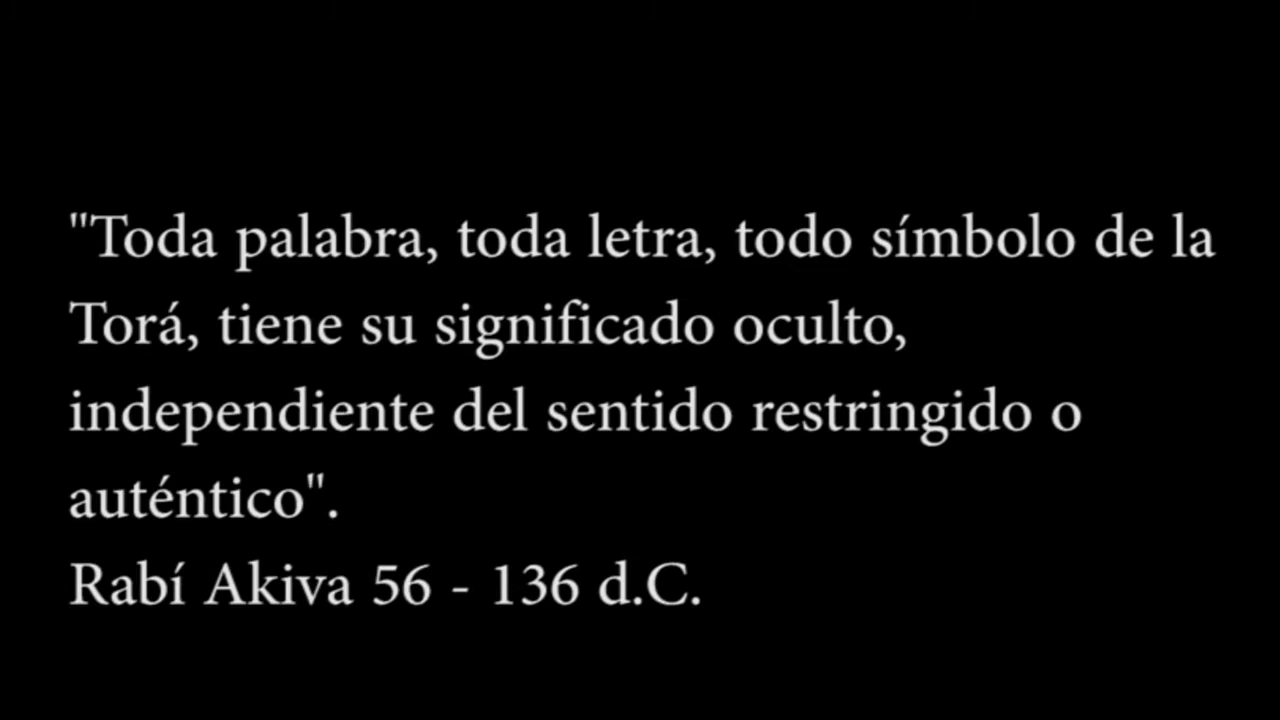 "Toda palabra, toda letra, todo símbolo de la
Torá, tiene su significado oculto,
independiente del sentido restringido o
auténtico".
Rabí Akiva 56 - 136 d.C.